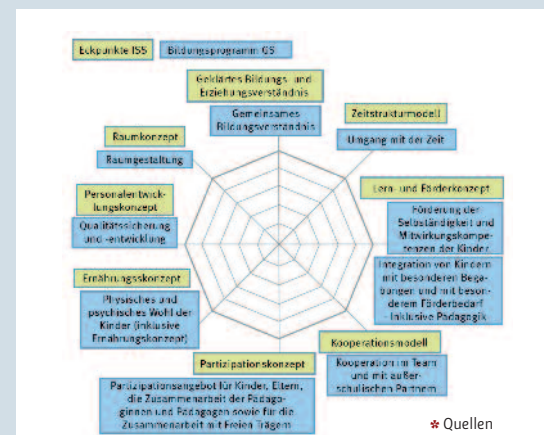 Eckpunkte ISS
Bildungsprogramm GS
Geklärtes Bildungs- und
Erziehungsverständnis
Gemeinsames
Bildungsverständnis
Zeitstrukturmodell
Umgang mit der Zeit
Raumkonzept
Raumgestaltung
Lern- und Förderkonzept
Förderung der
Selbständigkeit und
Mitwirkungskompe-
tenzen der Kinder
Integration von Kindern
mit besonderen Bega-
bungen und mit beson-
derem Förderbedarf
- Inklusive Pädagogik
Personalentwick-
lungskonzept
Qualitätssicherung
und -entwicklung
Ernährungsskonzept
Physisches und
psychisches Wohl der
Kinder (inklusive
Ernährungskonzept)
Kooperationsmodell
Kooperation im Team
und mit außer-
schulischen Partnern
Partizipationskonzept
Partizipationsangebot für Kinder, Eltern,
die Zusammenarbeit der Pädago-
ginnen und Pädagogen sowie für die
Zusammenarbeit mit Freien Trägern
* Quellen